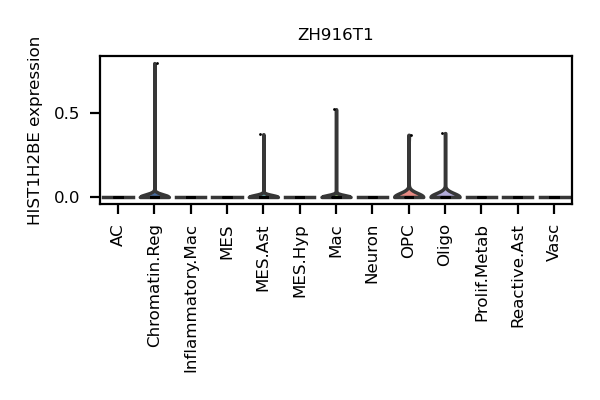 ZH916T1
HIST1H2BE expression
0.5
0.0
AC
Chromatin.Reg
Inflammatory.Mac
MES
MES.Ast
MES.Hyp
Mac
Neuron
OPC
Oligo
Prolif.Metab
Reactive.Ast
Vasc